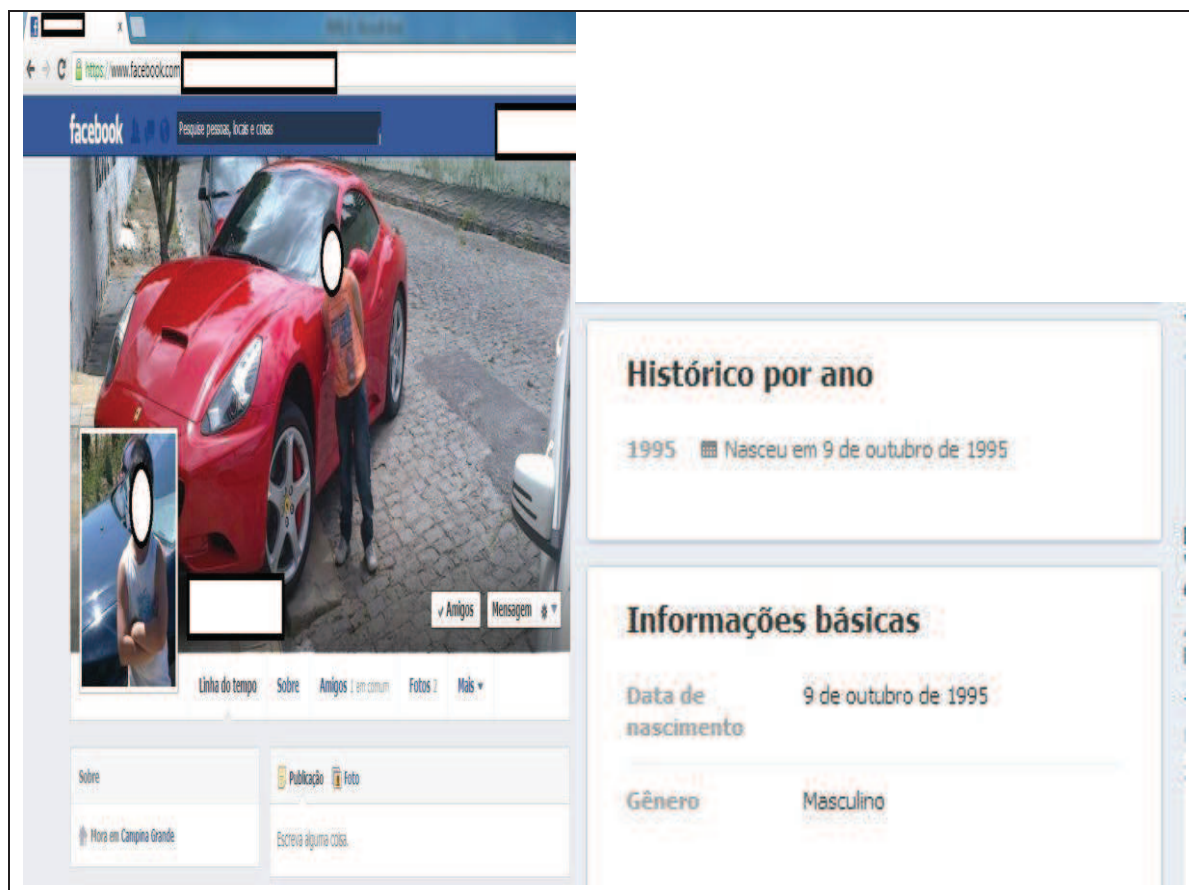 https://www.facebook.com
facebook
Pesquise pessoas, locais e coisas
Amigos
Mensagem
Linha do tempo
Sobre
Amigos 1 em comum
Fotos 2
Mais
Sobre
Publicação
Foto
Mora em Campina Grande
Escreva alguma coisa.
Histórico por ano
1995 Nasceu em 9 de outubro de 1995
Informações básicas
Data de nascimento
9 de outubro de 1995
Gênero
Masculino